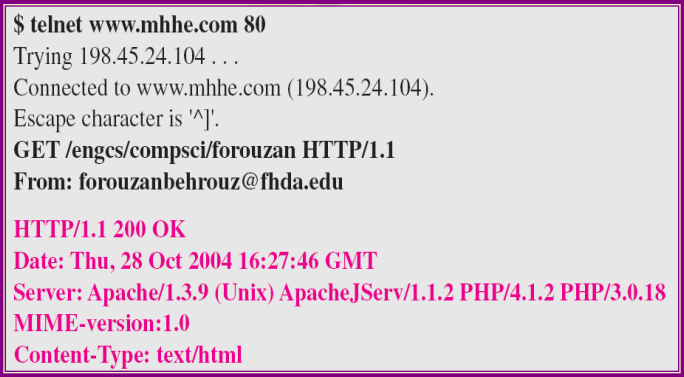 $ telnet www.mhhe.com 80
Trying 198.45.24.104 . . .
Connected to www.mhhe.com (198.45.24.104).
Escape character is '^]'.
GET /engcs/compsci/forouzan HTTP/1.1
From: forouzanbehrouz@fhda.edu
HTTP/1.1 200 OK
Date: Thu, 28 Oct 2004 16:27:46 GMT
Server: Apache/1.3.9 (Unix) ApacheJServ/1.1.2 PHP/4.1.2 PHP/3.0.18
MIME-version:1.0
Content-Type: text/html